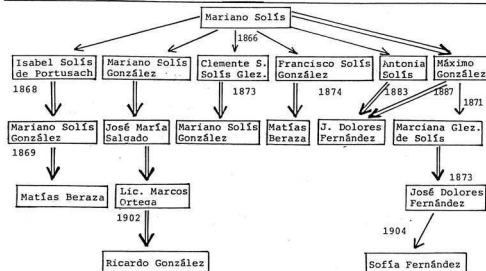 Mariano Solís
1866
Isabel Solís
de Portusach
Mariano Solís
González
Clemente S.
Solís Glez.
Francisco Solís
González
Antonia
Solís
Máximo
González
1868
1873
1874
1883
1887
1871
Mariano Solís
González
José María
Salgado
Mariano Solís
González
Matías
Beraza
J. Dolores
Fernández
Marciana Glez.
de Solís
1869
1873
Matías Beraza
Lic. Marcos
Ortega
José Dolores
Fernández
1902
1904
Ricardo González
Sofía Fernández